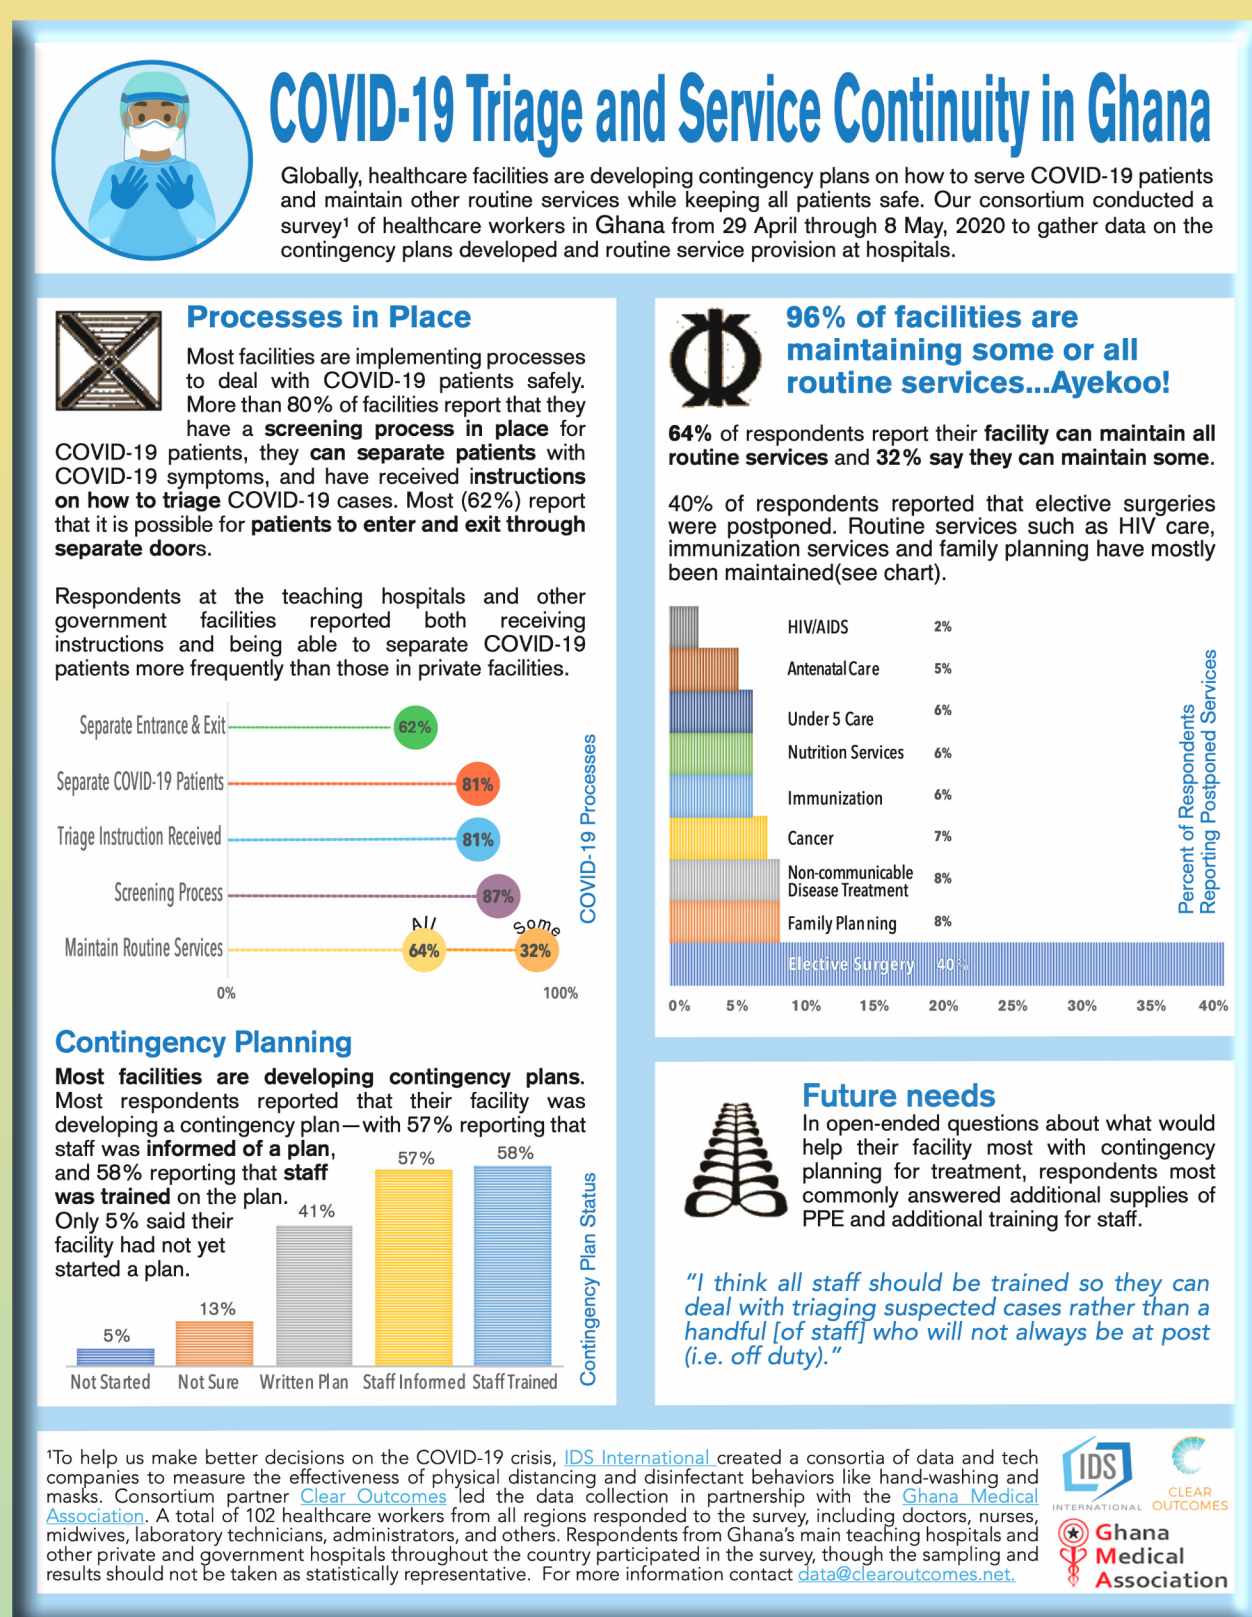 COVID-19 Triage and Service Continuity in Ghana
Globally, healthcare facilities are developing contingency plans on how to serve COVID-19 patients
and maintain other routine services while keeping all patients safe. Our consortium conducted a
survey¹ of healthcare workers in Ghana from 29 April through 8 May, 2020 to gather data on the
contingency plans developed and routine service provision at hospitals.
Processes in Place
Most facilities are implementing processes
to deal with COVID-19 patients safely.
More than 80% of facilities report that they
have a screening process in place for
COVID-19 patients, they can separate patients with
COVID-19 symptoms, and have received instructions
on how to triage COVID-19 cases. Most (62%) report
that it is possible for patients to enter and exit through
separate doors.
Respondents at the teaching hospitals and other
government facilities reported both receiving
instructions and being able to separate COVID-19
patients more frequently than those in private facilities.
Separate Entrance & Exit
62%
Separate COVID-19 Patients
81%
Triage Instruction Received
81%
Screening Process
87%
All
Some
Maintain Routine Services
64%
32%
0%
100%
COVID-19 Processes
Contingency Planning
Most facilities are developing contingency plans.
Most respondents reported that their facility was
developing a contingency plan—with 57% reporting that
staff was informed of a plan,
and 58% reporting that staff
was trained on the plan.
Only 5% said their
facility had not yet
started a plan.
5%
13%
41%
57%
58%
Not Started
Not Sure
Written Plan
Staff Informed
Staff Trained
Contingency Plan Status
96% of facilities are
maintaining some or all
routine services...Ayekoo!
64% of respondents report their facility can maintain all
routine services and 32% say they can maintain some.
40% of respondents reported that elective surgeries
were postponed. Routine services such as HIV care,
immunization services and family planning have mostly
been maintained(see chart).
HIV/AIDS 2%
Antenatal Care 5%
Under 5 Care 6%
Nutrition Services 6%
Immunization 6%
Cancer 7%
Non-communicable
Disease Treatment 8%
Family Planning 8%
Elective Surgery 40%
0% 5% 10% 15% 20% 25% 30% 35% 40%
Percent of Respondents
Reporting Postponed Services
Future needs
In open-ended questions about what would
help their facility most with contingency
planning for treatment, respondents most
commonly answered additional supplies of
PPE and additional training for staff.
“I think all staff should be trained so they can
deal with triaging suspected cases rather than a
handful [of staff] who will not always be at post
(i.e. off duty).”
¹To help us make better decisions on the COVID-19 crisis, IDS International created a consortia of data and tech
companies to measure the effectiveness of physical distancing and disinfectant behaviors like hand-washing and
masks. Consortium partner Clear Outcomes led the data collection in partnership with the Ghana Medical
Association. A total of 102 healthcare workers from all regions responded to the survey, including doctors, nurses,
midwives, laboratory technicians, administrators, and others. Respondents from Ghana’s main teaching hospitals and
other private and government hospitals throughout the country participated in the survey, though the sampling and
results should not be taken as statistically representative. For more information contact data@clearoutcomes.net.
IDS
INTERNATIONAL
CLEAR
OUTCOMES
Ghana
Medical
Association